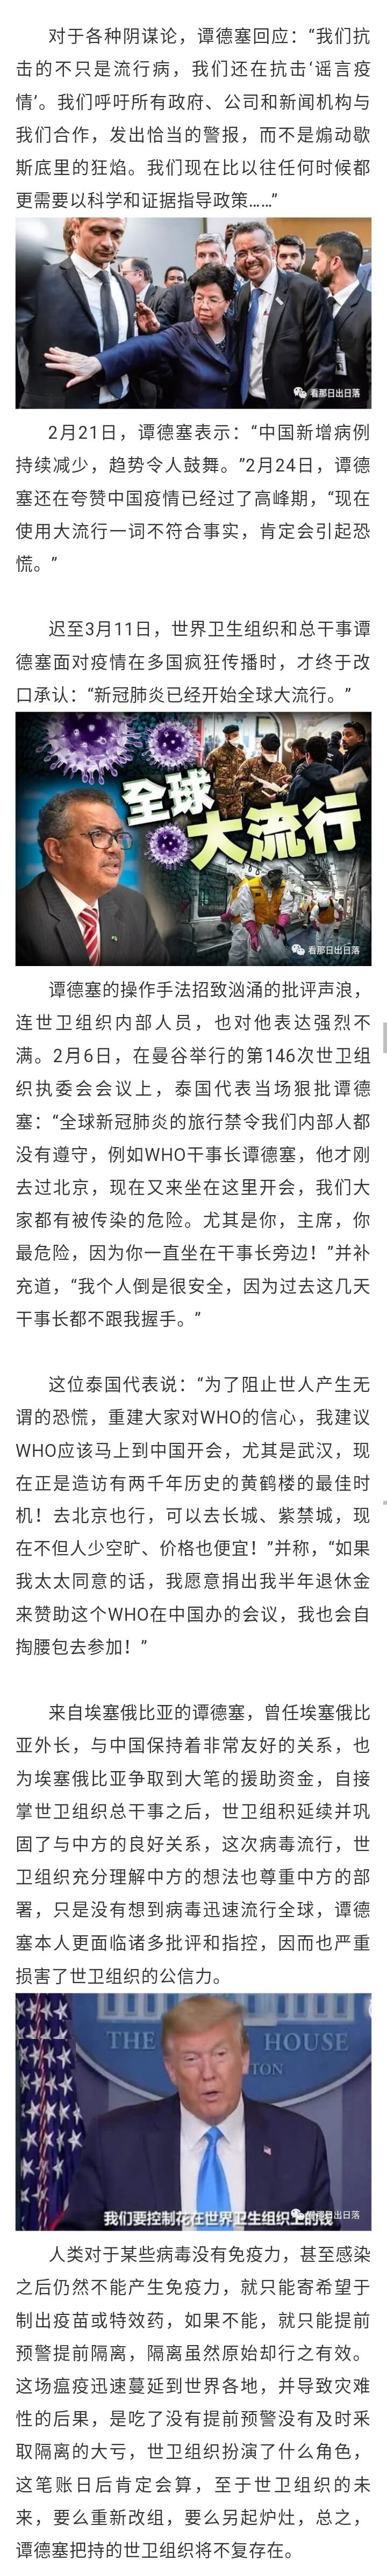 对于各种阴谋论，谭德塞回应：“我们抗
击的不只是流行病，我们还在抗击‘谣言疫
情’。我们呼吁所有政府、公司和新闻机构与
我们合作，发出恰当的警报，而不是煽动歇
斯底里的狂焰。我们现在比以往任何时候都
更需要以科学和证据指导政策……”
看那日出日落
2月21日，谭德塞表示：“中国新增病例
持续减少，趋势令人鼓舞。”2月24日，谭德
塞还在夸赞中国疫情已经过了高峰期，“现在
使用大流行一词不符合事实，肯定会引起恐
慌。”
迟至3月11日，世界卫生组织和总干事谭
德塞面对疫情在多国疯狂传播时，才终于改
口承认：“新冠肺炎已经开始全球大流行。”
全球
大流行
看那日出日落
谭德塞的操作手法招致汹涌的批评声浪，
连世卫组织内部人员，也对他表达强烈不
满。2月6日，在曼谷举行的第146次世卫组
织执委会会议上，泰国代表当场狠批谭德
塞：“全球新冠肺炎的旅行禁令我们内部人都
没有遵守，例如WHO干事长谭德塞，他才刚
去过北京，现在又来坐在这里开会，我们大
家都有被传染的危险。尤其是你，主席，你
最危险，因为你一直坐在干事长旁边！”并补
充道，“我个人倒是很安全，因为过去这几天
干事长都不跟我握手。”
这位泰国代表说：“为了阻止世人产生无
谓的恐慌，重建大家对WHO的信心，我建议
WHO应该马上到中国开会，尤其是武汉，现
在正是造访有两千年历史的黄鹤楼的最佳时
机！去北京也行，可以去长城、紫禁城，现
在不但人少空旷、价格也便宜！”并称，“如果
我太太同意的话，我愿意捐出我半年退休金
来赞助这个WHO在中国办的会议，我也会自
掏腰包去参加！”
来自埃塞俄比亚的谭德塞，曾任埃塞俄比
亚外长，与中国保持着非常友好的关系，也
为埃塞俄比亚争取到大笔的援助资金，自接
掌世卫组织总干事之后，世卫组积延续并巩
固了与中方的良好关系，这次病毒流行，世
卫组织充分理解中方的想法也尊重中方的部
署，只是没有想到病毒迅速流行全球，谭德
塞本人更面临诸多批评和指控，因而也严重
损害了世卫组织的公信力。
THE HOUSE
TON
我们要控制花在世界卫生组织上的钱
看那日出日落
人类对于某些病毒没有免疫力，甚至感染
之后仍然不能产生免疫力，就只能寄希望于
制出疫苗或特效药，如果不能，就只能提前
预警提前隔离，隔离虽然原始却行之有效。
这场瘟疫迅速蔓延到世界各地，并导致灾难
性的后果，是吃了没有提前预警没有及时采
取隔离的大亏，世卫组织扮演了什么角色，
这笔账日后肯定会算，至于世卫组织的未
来，要么重新改组，要么另起炉灶，总之，
谭德塞把持的世卫组织将不复存在。